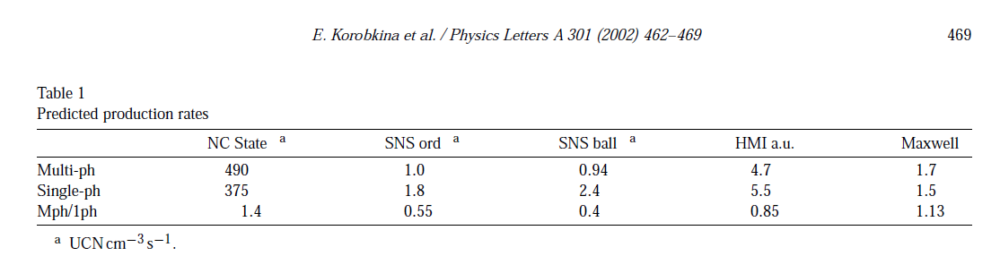 E. Korobkina et al. / Physics Letters A 301 (2002) 462–469 469
Table 1
Predicted production rates
NC State a SNS ord a SNS ball a HMI a.u. Maxwell
Multi-ph 490 1.0 0.94 4.7 1.7
Single-ph 375 1.8 2.4 5.5 1.5
Mph/1ph 1.4 0.55 0.4 0.85 1.13
a UCN cm−3 s−1.